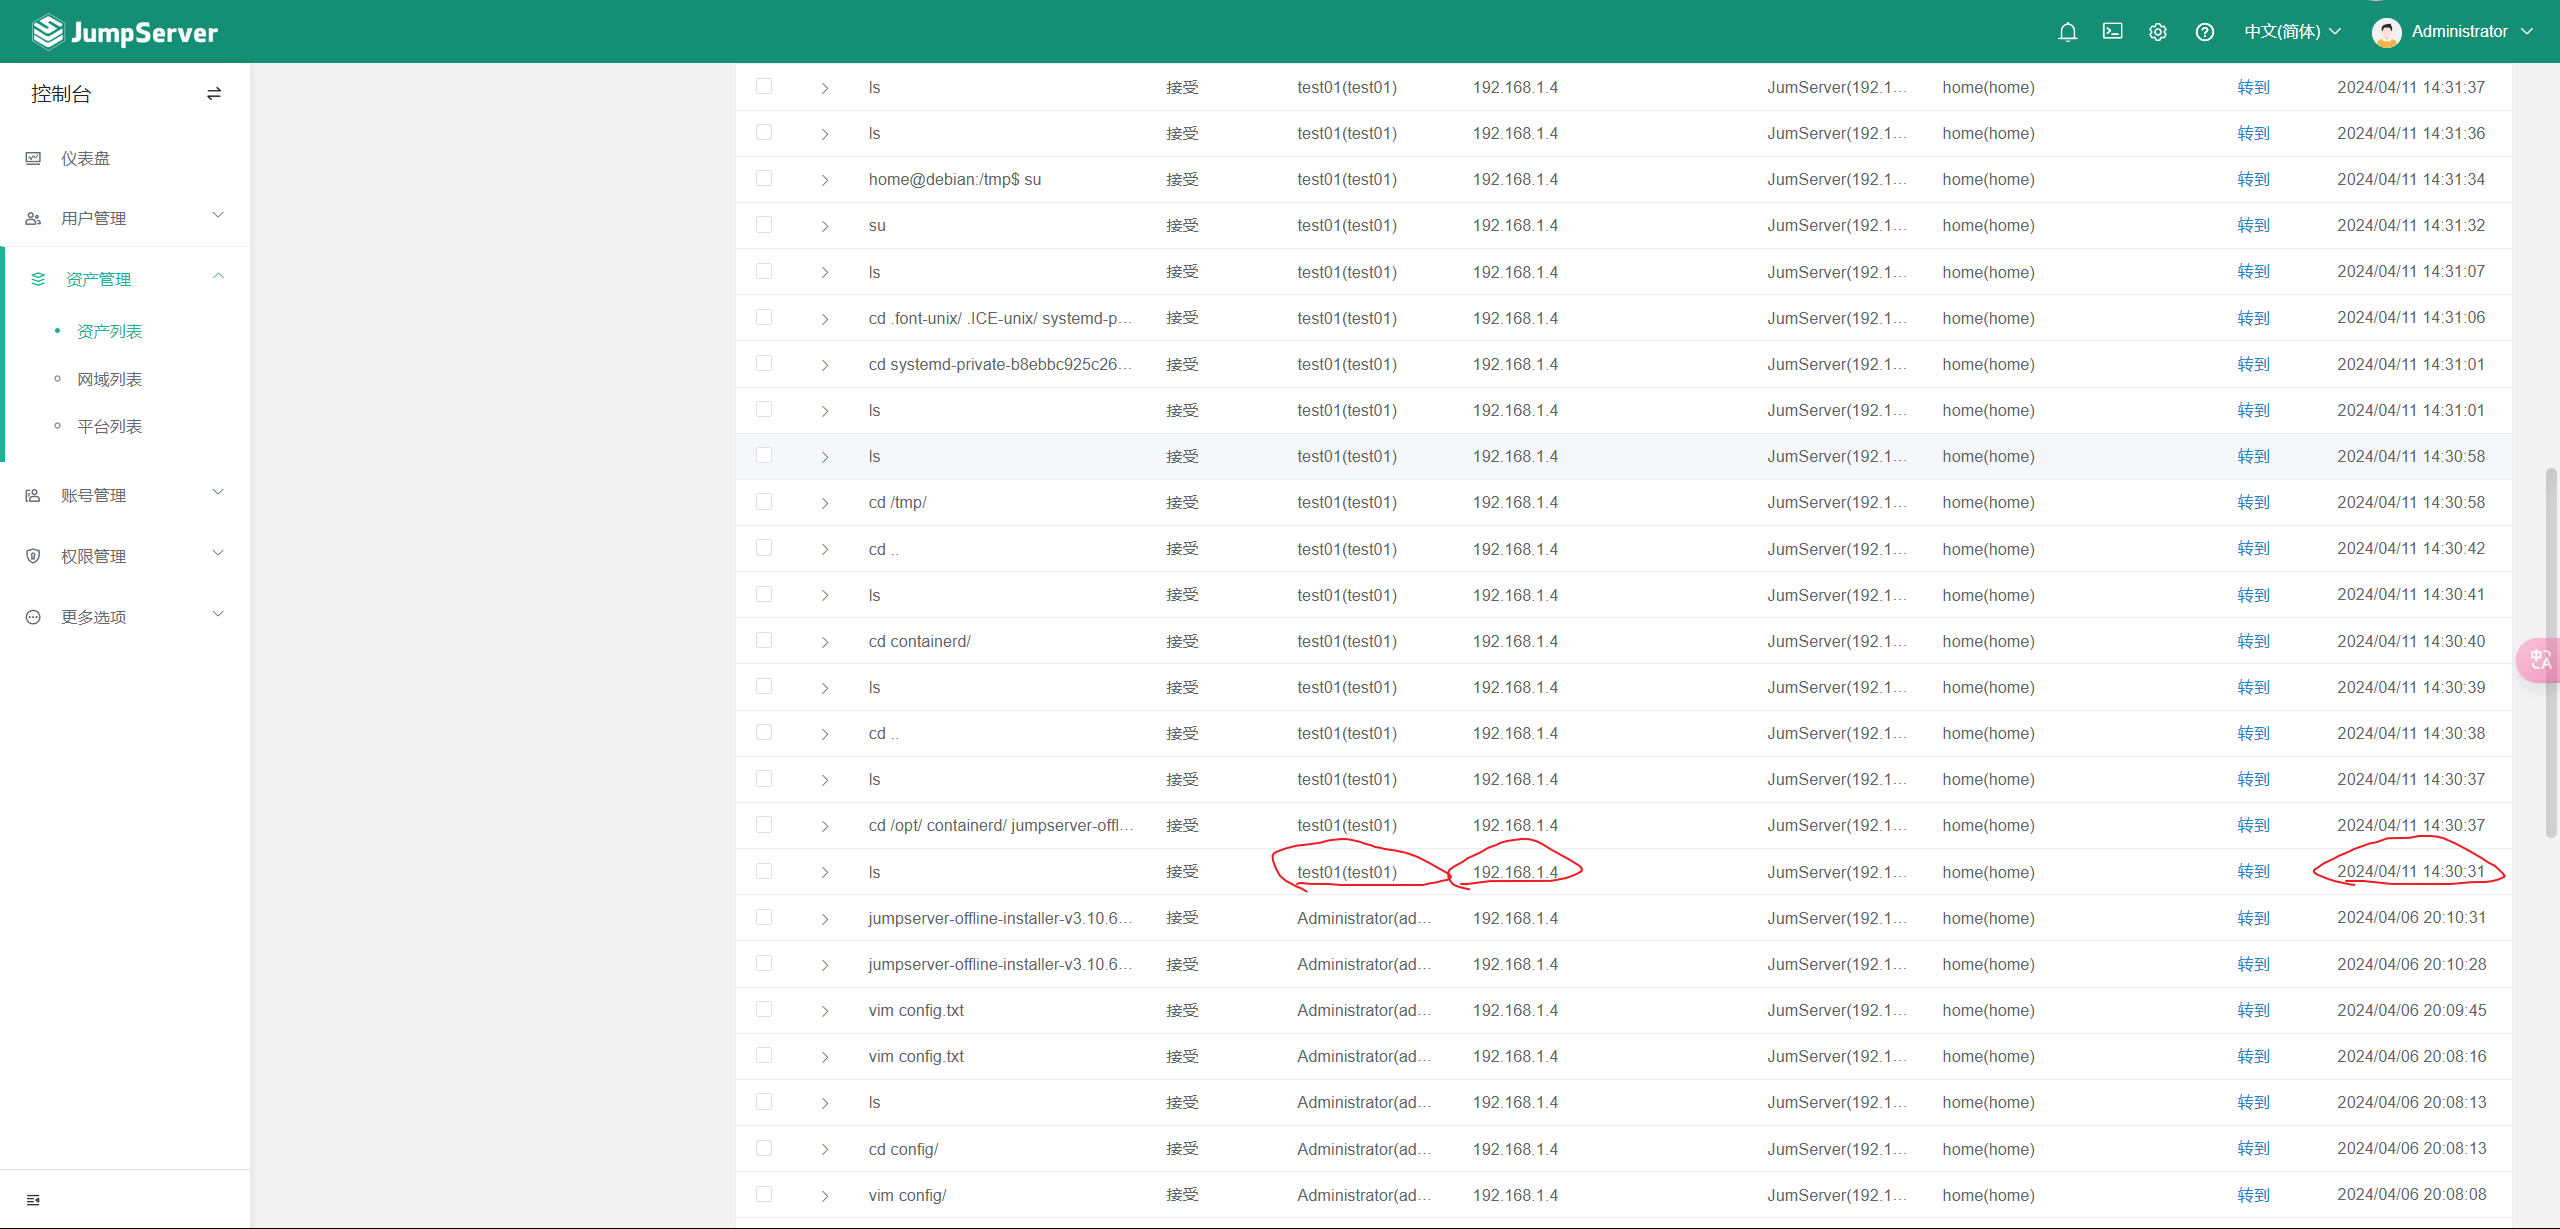 JumpServer
中文(简体)
Administrator
控制台
仪表盘
用户管理
资产管理
资产列表
网域列表
平台列表
账号管理
权限管理
更多选项
ls 接受 test01(test01) 192.168.1.4 JumServer(192.1... home(home) 转到 2024/04/11 14:31:37
ls 接受 test01(test01) 192.168.1.4 JumServer(192.1... home(home) 转到 2024/04/11 14:31:36
home@debian:/tmp$ su 接受 test01(test01) 192.168.1.4 JumServer(192.1... home(home) 转到 2024/04/11 14:31:34
su 接受 test01(test01) 192.168.1.4 JumServer(192.1... home(home) 转到 2024/04/11 14:31:32
ls 接受 test01(test01) 192.168.1.4 JumServer(192.1... home(home) 转到 2024/04/11 14:31:07
cd .font-unix/ .ICE-unix/ systemd-p... 接受 test01(test01) 192.168.1.4 JumServer(192.1... home(home) 转到 2024/04/11 14:31:06
cd systemd-private-b8ebbc925c26... 接受 test01(test01) 192.168.1.4 JumServer(192.1... home(home) 转到 2024/04/11 14:31:01
ls 接受 test01(test01) 192.168.1.4 JumServer(192.1... home(home) 转到 2024/04/11 14:31:01
ls 接受 test01(test01) 192.168.1.4 JumServer(192.1... home(home) 转到 2024/04/11 14:30:58
cd /tmp/ 接受 test01(test01) 192.168.1.4 JumServer(192.1... home(home) 转到 2024/04/11 14:30:58
cd .. 接受 test01(test01) 192.168.1.4 JumServer(192.1... home(home) 转到 2024/04/11 14:30:42
ls 接受 test01(test01) 192.168.1.4 JumServer(192.1... home(home) 转到 2024/04/11 14:30:41
cd containerd/ 接受 test01(test01) 192.168.1.4 JumServer(192.1... home(home) 转到 2024/04/11 14:30:40
ls 接受 test01(test01) 192.168.1.4 JumServer(192.1... home(home) 转到 2024/04/11 14:30:39
cd .. 接受 test01(test01) 192.168.1.4 JumServer(192.1... home(home) 转到 2024/04/11 14:30:38
ls 接受 test01(test01) 192.168.1.4 JumServer(192.1... home(home) 转到 2024/04/11 14:30:37
cd /opt/ containerd/ jumpserver-offl... 接受 test01(test01) 192.168.1.4 JumServer(192.1... home(home) 转到 2024/04/11 14:30:37
ls 接受 test01(test01) 192.168.1.4 JumServer(192.1... home(home) 转到 2024/04/11 14:30:31
jumpserver-offline-installer-v3.10.6... 接受 Administrator(ad... 192.168.1.4 JumServer(192.1... home(home) 转到 2024/04/06 20:10:31
jumpserver-offline-installer-v3.10.6... 接受 Administrator(ad... 192.168.1.4 JumServer(192.1... home(home) 转到 2024/04/06 20:10:28
vim config.txt 接受 Administrator(ad... 192.168.1.4 JumServer(192.1... home(home) 转到 2024/04/06 20:09:45
vim config.txt 接受 Administrator(ad... 192.168.1.4 JumServer(192.1... home(home) 转到 2024/04/06 20:08:16
ls 接受 Administrator(ad... 192.168.1.4 JumServer(192.1... home(home) 转到 2024/04/06 20:08:13
cd config/ 接受 Administrator(ad... 192.168.1.4 JumServer(192.1... home(home) 转到 2024/04/06 20:08:13
vim config/ 接受 Administrator(ad... 192.168.1.4 JumServer(192.1... home(home) 转到 2024/04/06 20:08:08